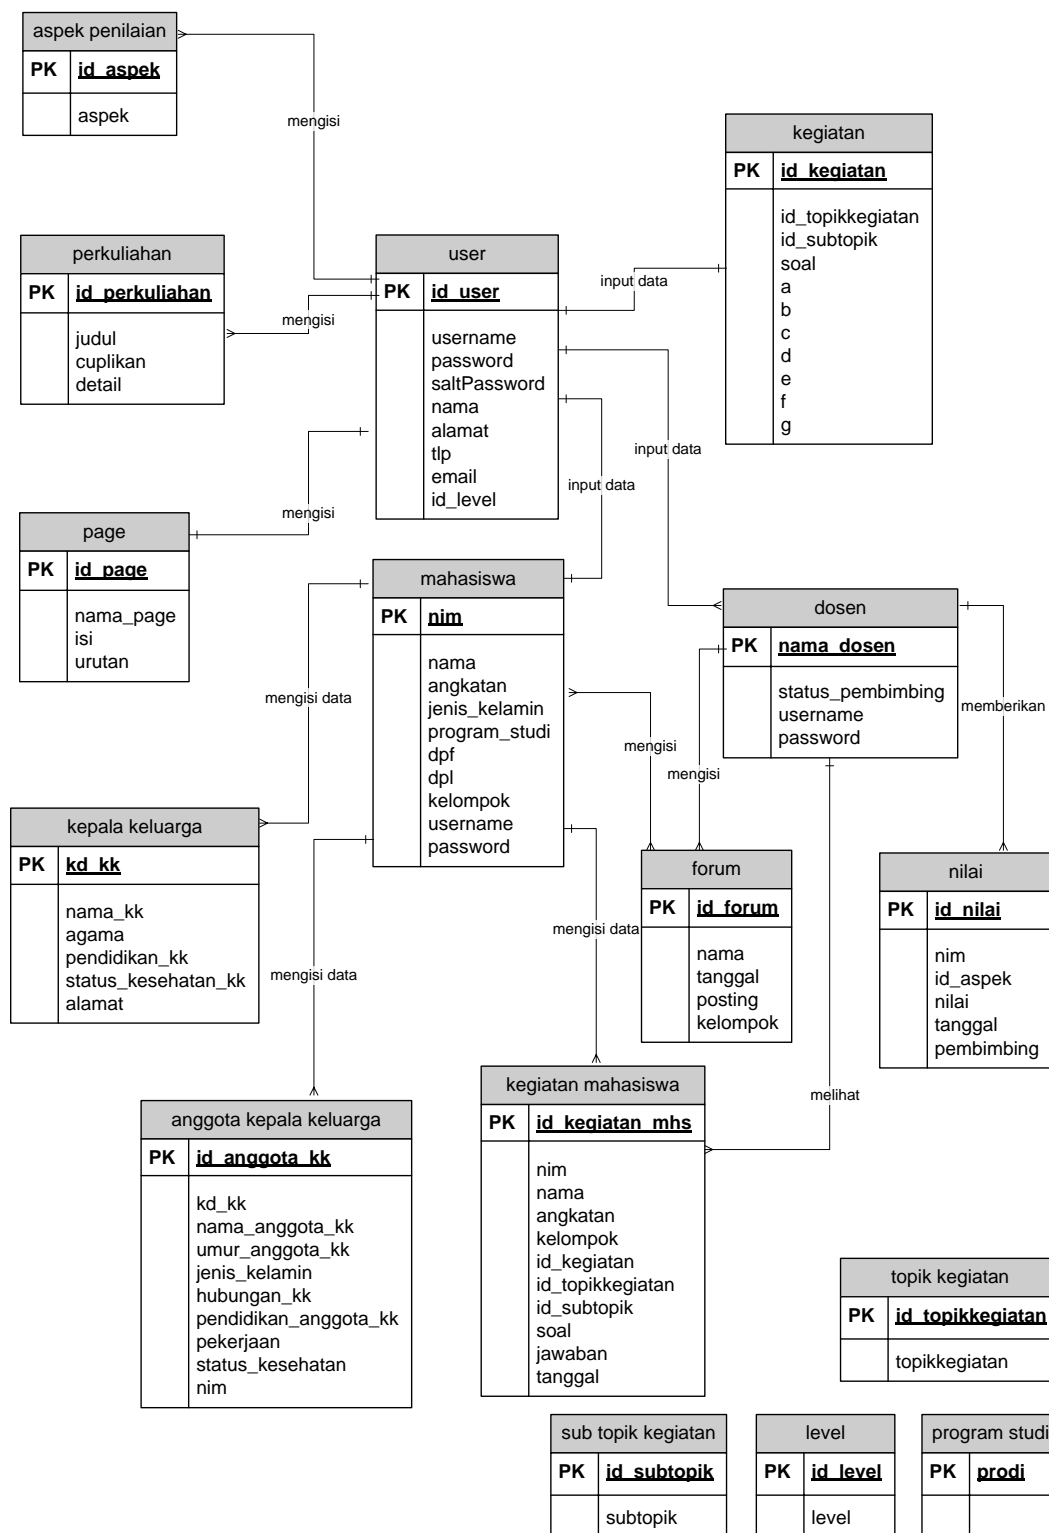 aspek penilaian
PK id_aspek
aspek
mengisi
kegiatan
PK id_kegiatan
id_topikkegiatan
id_subtopik
soal
a
b
c
d
e
f
g
perkuliahan
PK id_perkuliahan
judul
cuplikan
detail
mengisi
user
PK id_user
username
password
saltPassword
nama
alamat
tlp
email
id_level
input data
input data
input data
mengisi
page
PK id_page
nama_page
isi
urutan
mahasiswa
PK nim
nama
angkatan
jenis_kelamin
program_studi
dpf
dpl
kelompok
username
password
dosen
PK nama_dosen
status_pembimbing
username
password
mengisi data
mengisi
mengisi
memberikan
kepala keluarga
PK kd_kk
nama_kk
agama
pendidikan_kk
status_kesehatan_kk
alamat
forum
PK id_forum
nama
tanggal
posting
kelompok
nilai
PK id_nilai
nim
id_aspek
nilai
tanggal
pembimbing
mengisi data
mengisi data
melihat
anggota kepala keluarga
PK id_anggota_kk
kd_kk
nama_anggota_kk
umur_anggota_kk
jenis_kelamin
hubungan_kk
pendidikan_anggota_kk
pekerjaan
status_kesehatan
nim
kegiatan mahasiswa
PK id_kegiatan_mhs
nim
nama
angkatan
kelompok
id_kegiatan
id_topikkegiatan
id_subtopik
soal
jawaban
tanggal
topik kegiatan
PK id_topikkegiatan
topikkegiatan
sub topik kegiatan
PK id_subtopik
subtopik
level
PK id_level
level
program studi
PK prodi